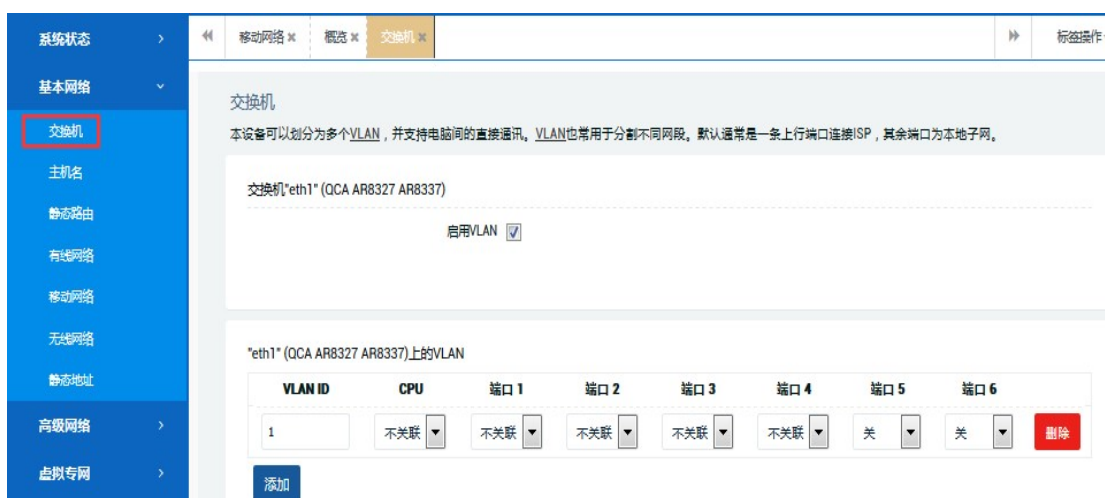 系统状态
移动网络 概览 交换机 标签操作
基本网络
交换机
主机名
静态路由
有线网络
移动网络
无线网络
静态地址
高级网络
虚拟专网
交换机
本设备可以划分为多个VLAN，并支持电脑间的直接通讯。VLAN也常用于分割不同网段。默认通常是一条上行端口连接ISP，其余端口为本地子网。
交换机"eth1" (QCA AR8327 AR8337)
启用VLAN
"eth1" (QCA AR8327 AR8337)上的VLAN
VLAN ID CPU 端口 1 端口 2 端口 3 端口 4 端口 5 端口 6
1 不关联 不关联 不关联 不关联 不关联 关 关 删除
添加